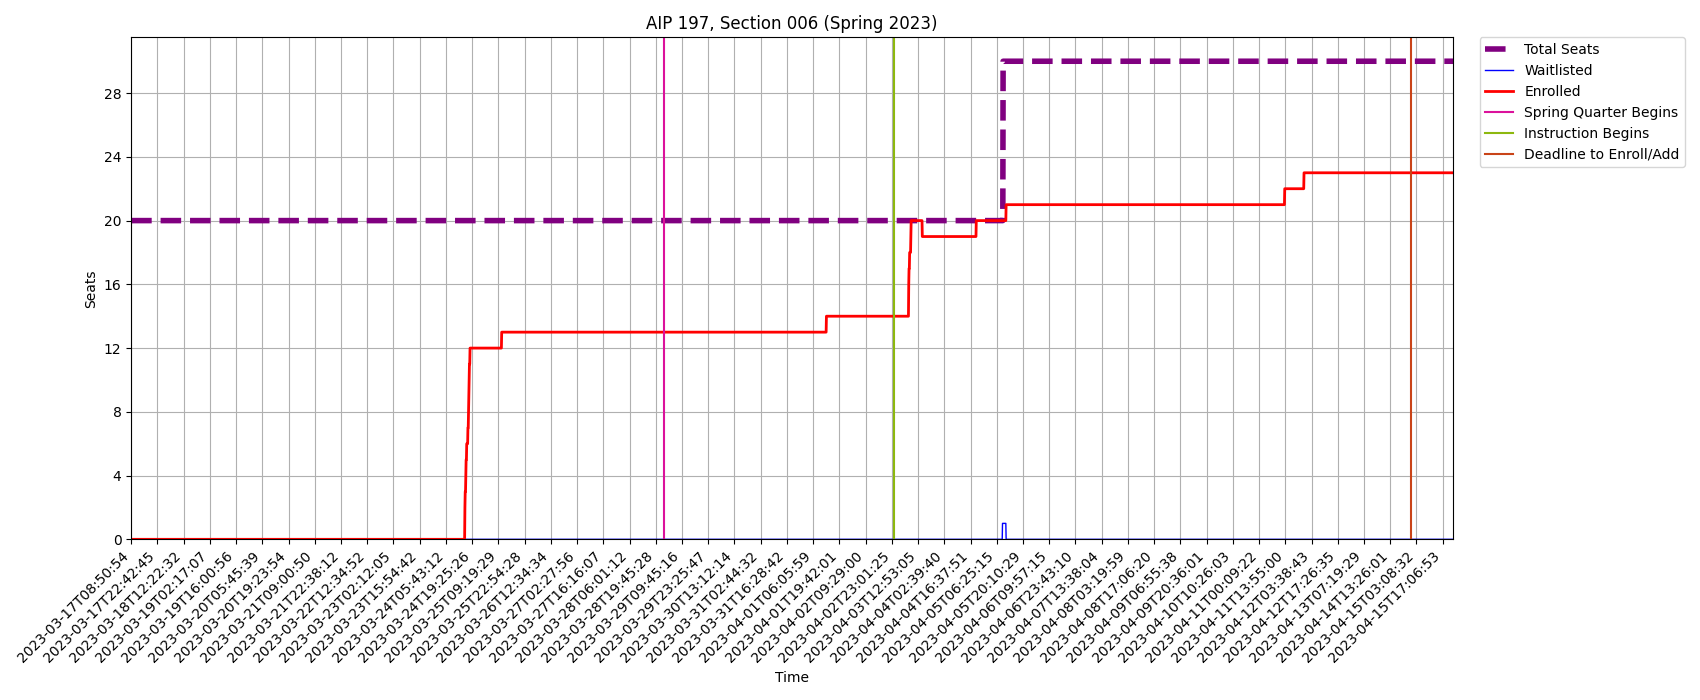 AIP 197, Section 006 (Spring 2023)
Total Seats
Waitlisted
Enrolled
Spring Quarter Begins
Instruction Begins
Deadline to Enroll/Add
Seats
28
24
20
16
12
8
4
0
2023-03-17T08:50:54
2023-03-17T22:42:45
2023-03-18T12:22:32
2023-03-19T02:17:07
2023-03-19T16:00:56
2023-03-20T05:45:39
2023-03-20T19:23:54
2023-03-21T09:00:50
2023-03-21T22:38:12
2023-03-22T12:34:52
2023-03-23T02:12:05
2023-03-23T15:54:42
2023-03-24T05:43:12
2023-03-24T19:25:26
2023-03-25T09:19:29
2023-03-25T22:54:28
2023-03-26T12:34:34
2023-03-27T02:27:56
2023-03-27T16:16:07
2023-03-28T06:01:12
2023-03-28T19:45:28
2023-03-29T09:45:16
2023-03-29T23:25:47
2023-03-30T13:12:14
2023-03-31T02:44:32
2023-03-31T16:28:42
2023-04-01T06:05:59
2023-04-01T19:42:01
2023-04-02T09:29:00
2023-04-02T23:01:25
2023-04-03T12:53:05
2023-04-04T02:39:40
2023-04-04T16:37:51
2023-04-05T06:25:15
2023-04-05T20:10:29
2023-04-06T09:57:15
2023-04-06T23:43:10
2023-04-07T13:38:04
2023-04-08T03:19:59
2023-04-08T17:06:20
2023-04-09T06:55:38
2023-04-09T20:36:01
2023-04-10T10:26:03
2023-04-11T00:09:22
2023-04-11T13:55:00
2023-04-12T03:38:43
2023-04-12T17:26:35
2023-04-13T07:19:29
2023-04-14T13:26:01
2023-04-15T03:08:32
2023-04-15T17:06:53
Time